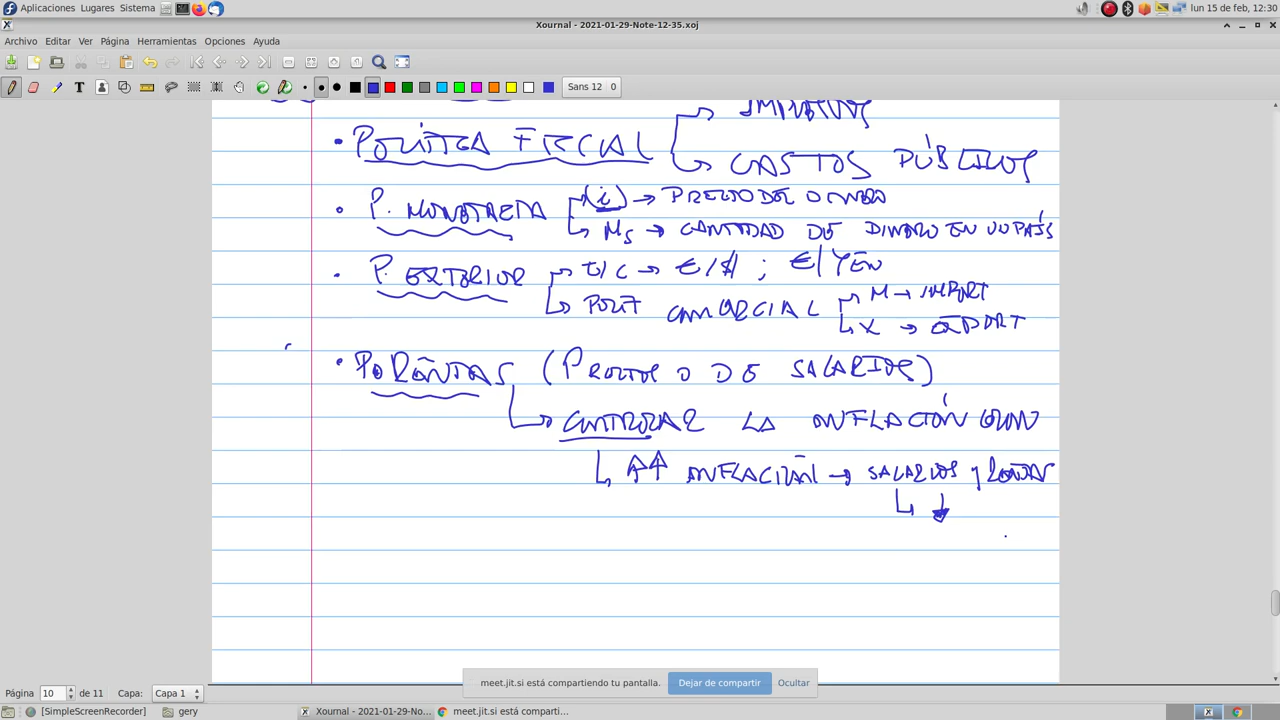 Aplicaciones Lugares Sistema lun 15 de feb, 12:30
Xournal - 2021-01-29-Note-12-35.xoj
Archivo Editar Ver Página Herramientas Opciones Ayuda
Sans 12 0
IMPUESTOS
• POLÍTICA FISCAL
GASTOS PÚBLICOS
• P. MONETARIA (i) → PRECIO DEL DINERO
Ms → CANTIDAD DE DINERO EN UN PAÍS
• P. EXTERIOR T/C → €/$ ; €/YEN
POLIT COMERCIAL M → IMPORT
X → EXPORT
• P. RENTAS (PRECIOS O DE SALARIOS)
CONTROLAR LA INFLACIÓN
↑↑ INFLACIÓN → SALARIOS y RENTAS
↓
meet.jit.si está compartiendo tu pantalla. Dejar de compartir Ocultar
Página 10 de 11 Capa: Capa 1
[SimpleScreenRecorder] gery Xournal - 2021-01-29-No... meet.jit.si está comparti...